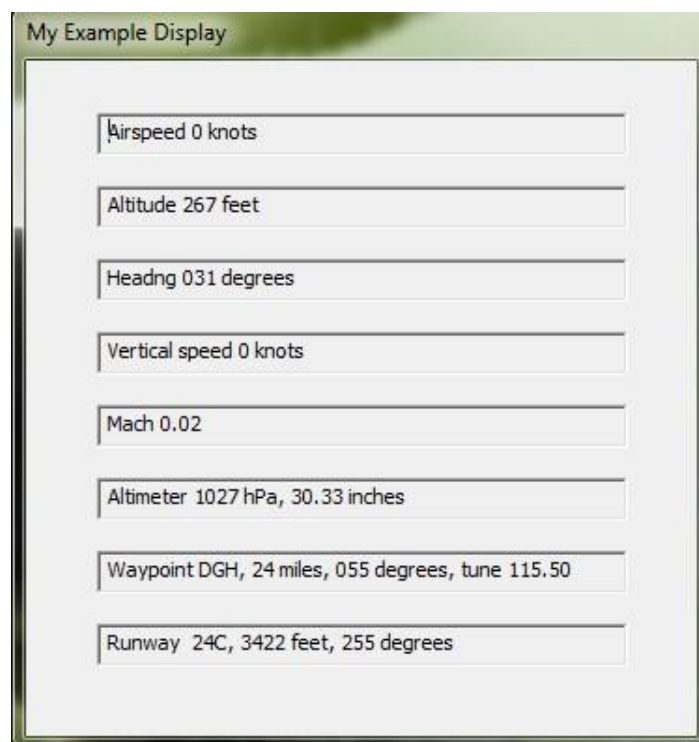 My Example Display
Airspeed 0 knots
Altitude 267 feet
Headng 031 degrees
Vertical speed 0 knots
Mach 0.02
Altimeter 1027 hPa, 30.33 inches
Waypoint DGH, 24 miles, 055 degrees, tune 115.50
Runway 24C, 3422 feet, 255 degrees